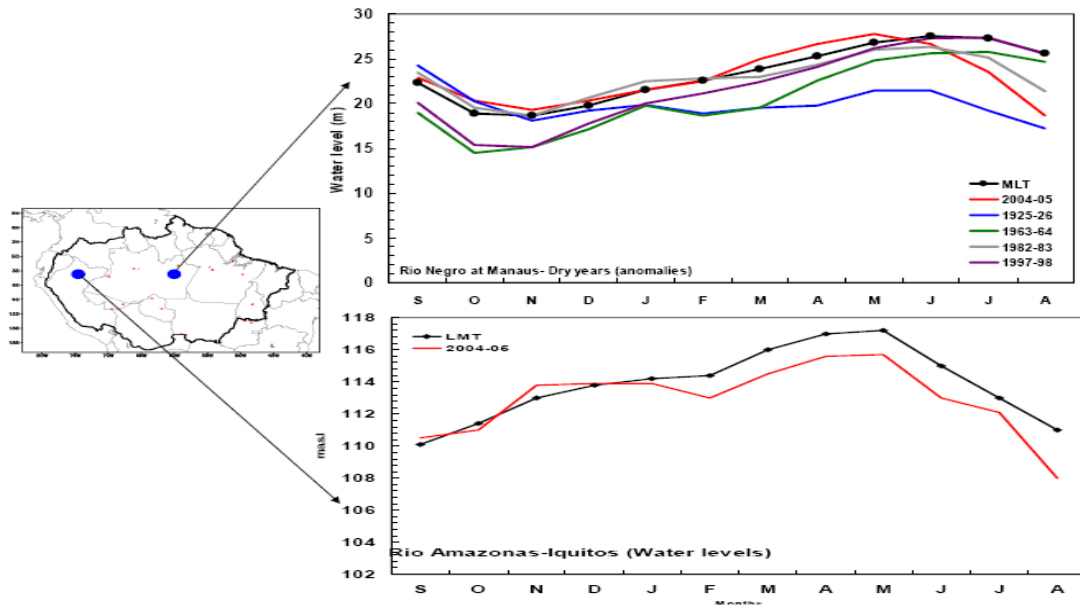 30
25
20
15
10
5
0
Water level (m)
MLT
2004-05
1925-26
1963-64
1982-83
1997-98
Rio Negro at Manaus- Dry years (anomalies)
S O N D J F M A M J J A
118
116
114
112
110
108
106
104
102
masl
LMT
2004-06
Rio Amazonas-Iquitos (Water levels)
S O N D J F M A M J J A
Months